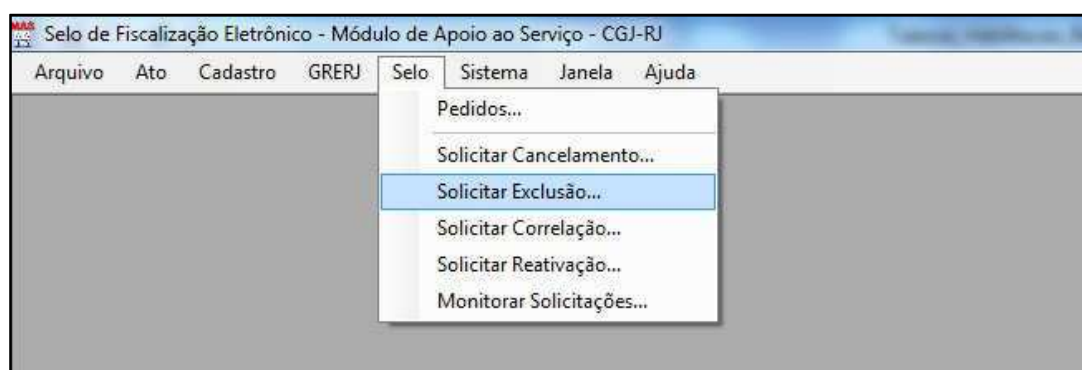 MAS
Selo de Fiscalização Eletrônico - Módulo de Apoio ao Serviço - CGJ-RJ
Arquivo Ato Cadastro GRERJ Selo Sistema Janela Ajuda
Pedidos...
Solicitar Cancelamento...
Solicitar Exclusão...
Solicitar Correlação...
Solicitar Reativação...
Monitorar Solicitações...